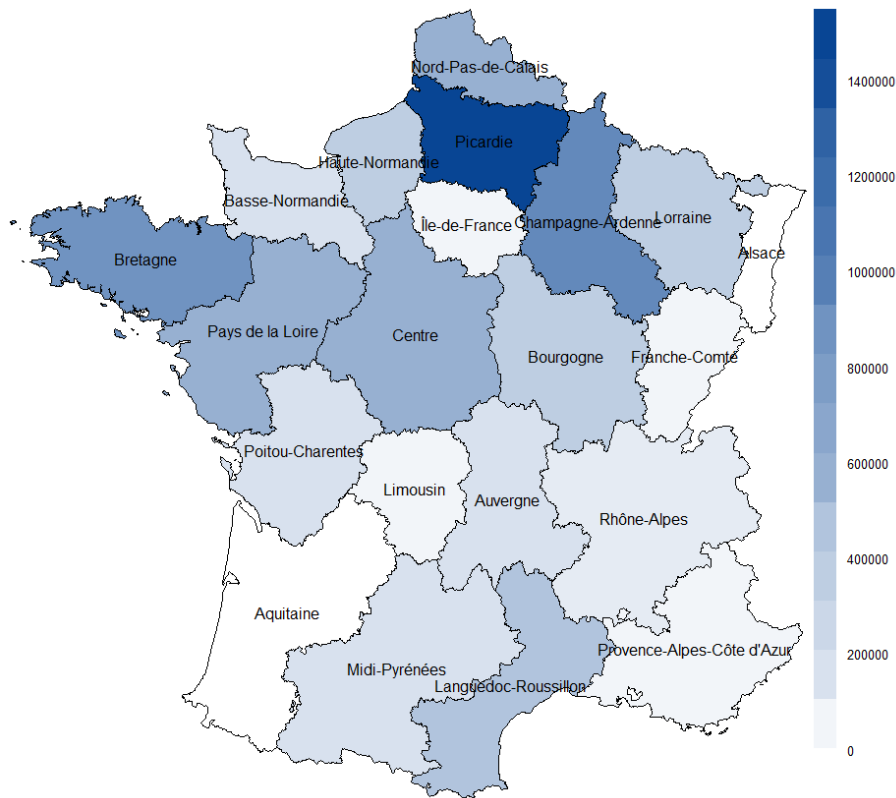 Nord-Pas-de-Calais
Picardie
Haute-Normandie
Basse-Normandie
Île-de-France
Champagne-Ardenne
Lorraine
Alsace
Bretagne
Pays de la Loire
Centre
Bourgogne
Franche-Comté
Poitou-Charentes
Limousin
Auvergne
Rhône-Alpes
Aquitaine
Midi-Pyrénées
Languedoc-Roussillon
Provence-Alpes-Côte d'Azur
1400000
1200000
1000000
800000
600000
400000
200000
0